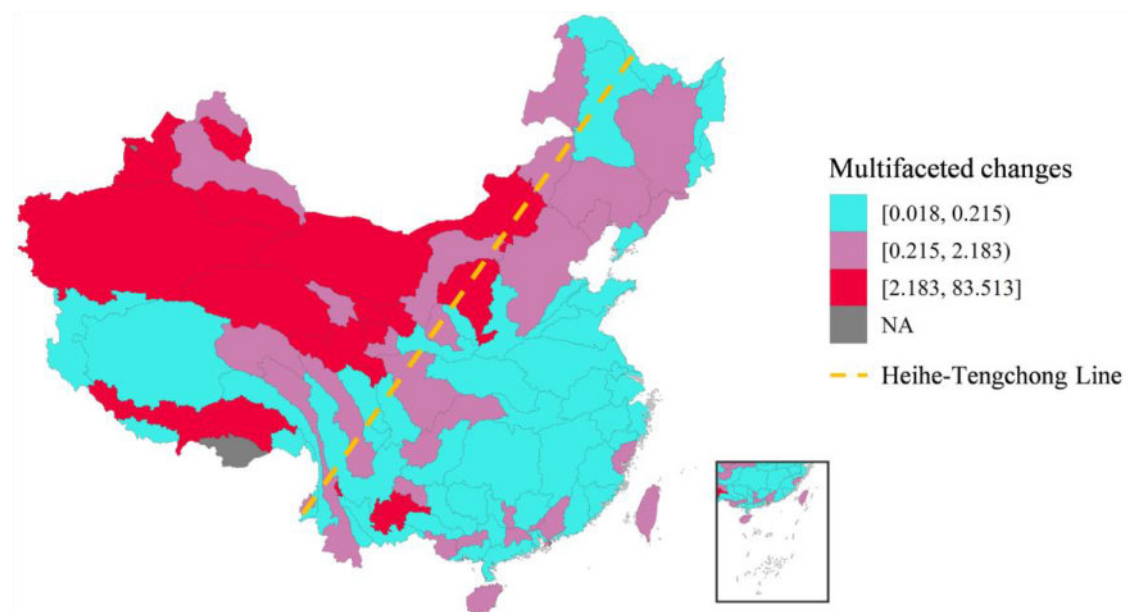 Multifaceted changes
[0.018, 0.215)
[0.215, 2.183)
[2.183, 83.513]
NA
Heihe-Tengchong Line